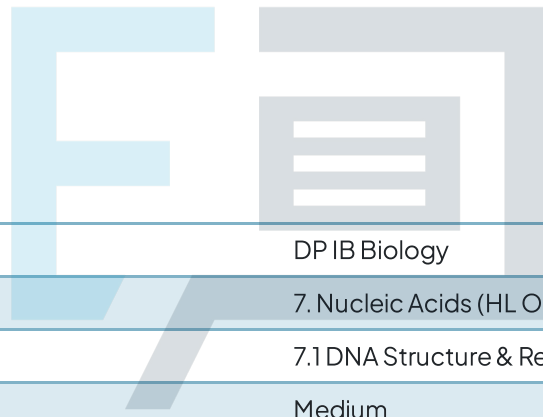 DP IB Biology
7. Nucleic Acids (HL O
7.1 DNA Structure & Re
Medium